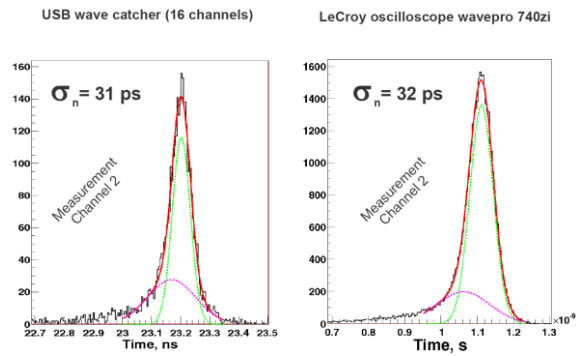 USB wave catcher (16 channels)
LeCroy oscilloscope wavepro 740zi
160
140
120
100
80
60
40
20
0
σn= 31 ps
Measurement
Channel 2
22.7 22.8 22.9 23 23.1 23.2 23.3 23.4 23.5
Time, ns
1600
1400
1200
1000
800
600
400
200
0
σn= 32 ps
Measurement
Channel 2
×10-9
0.7 0.8 0.9 1 1.1 1.2 1.3
Time, s